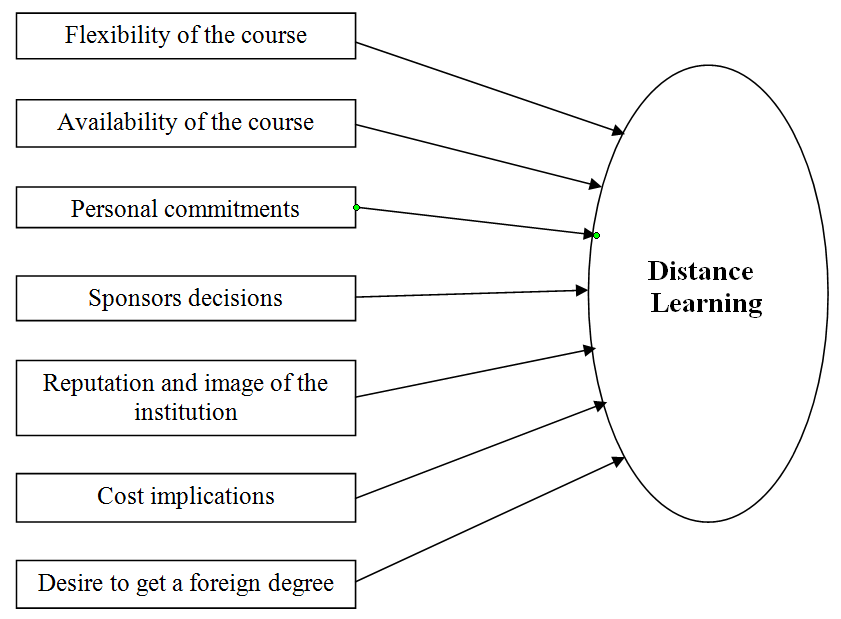 Flexibility of the course
Availability of the course
Personal commitments
Sponsors decisions
Reputation and image of the
institution
Cost implications
Desire to get a foreign degree
Distance
Learning